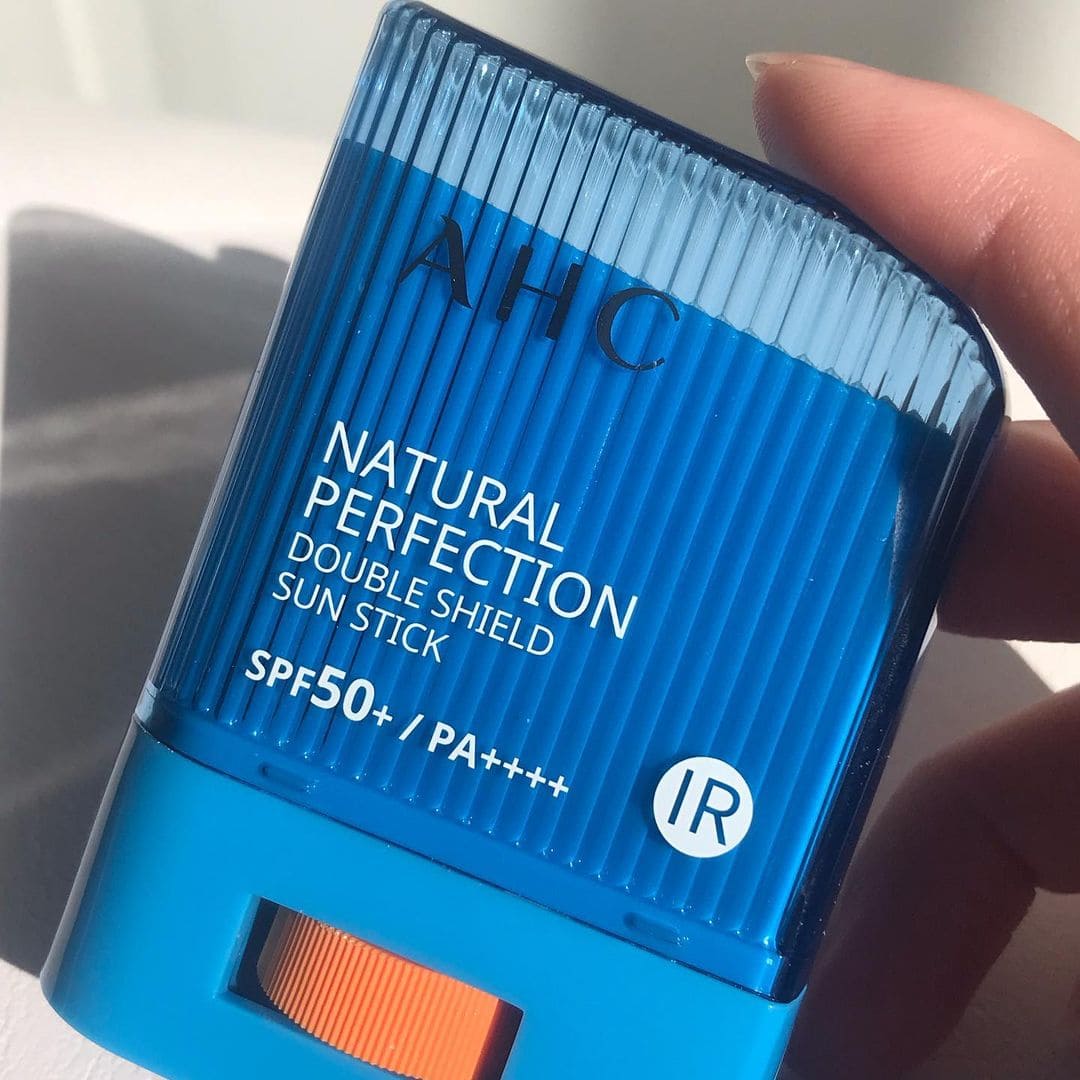 AHC
NATURAL
PERFECTION
DOUBLE SHIELD
SUN STICK
SPF50+ / PA++++
IR